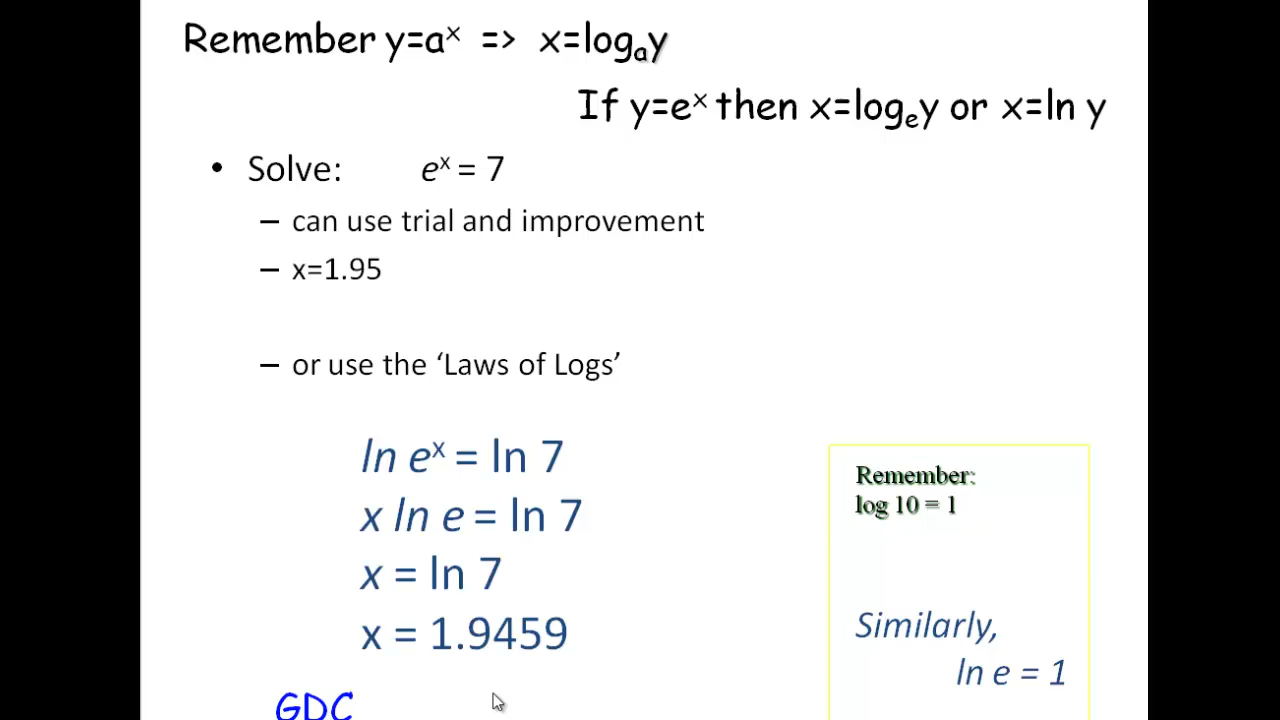 Remember y=aˣ => x=logₐy
If y=eˣ then x=logₑy or x=ln y
• Solve: eˣ = 7
– can use trial and improvement
– x=1.95
– or use the ‘Laws of Logs’
ln eˣ = ln 7
x ln e = ln 7
x = ln 7
x = 1.9459
GDC
Remember:
log 10 = 1
Similarly,
ln e = 1